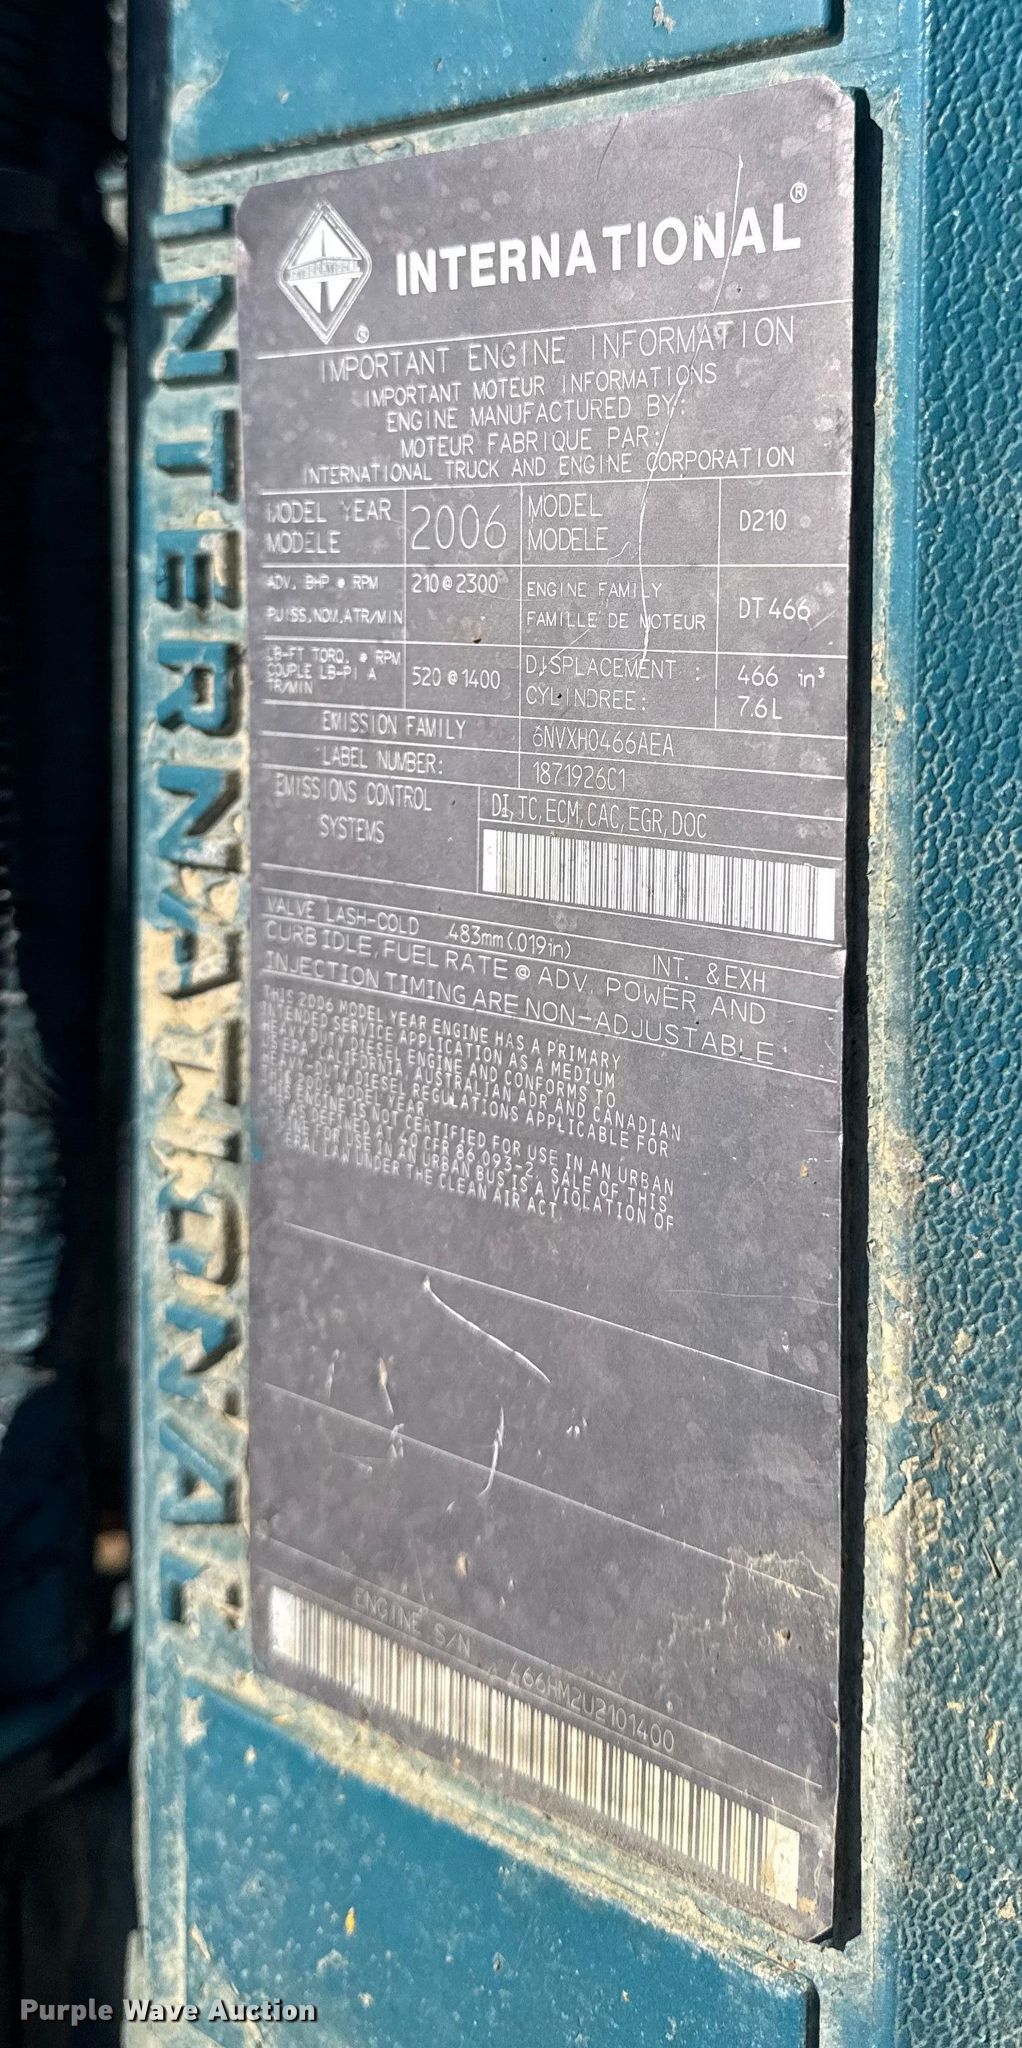 INTERNATIONAL
INTERNATIONAL®
®
IMPORTANT ENGINE INFORMATION
IMPORTANT MOTEUR INFORMATIONS
ENGINE MANUFACTURED BY:
MOTEUR FABRIQUE PAR:
INTERNATIONAL TRUCK AND ENGINE CORPORATION
MODEL YEAR
MODELE
2006
MODEL
MODELE
D210
ADV. BHP @ RPM
PUISS.NOM.ATR/MIN
210@2300
ENGINE FAMILY
FAMILLE DE MOTEUR
DT466
LB-FT TORQ. @ RPM
COUPLE LB-PI A
TR/MIN
520@1400
DISPLACEMENT :
CYLINDREE :
466 in³
7.6L
EMISSION FAMILY
6NVXH0466AEA
LABEL NUMBER:
1871926C1
EMISSIONS CONTROL
SYSTEMS
DI,TC,ECM,CAC,EGR,DOC
VALVE LASH-COLD .483mm(.019in) INT. & EXH
CURB IDLE, FUEL RATE @ ADV. POWER AND
INJECTION TIMING ARE NON-ADJUSTABLE
THIS 2006 MODEL YEAR ENGINE HAS A PRIMARY
INTENDED SERVICE APPLICATION AS A MEDIUM
HEAVY DUTY DIESEL ENGINE AND CONFORMS TO
US EPA, CALIFORNIA, AUSTRALIAN ADR AND CANADIAN
HEAVY-DUTY DIESEL REGULATIONS APPLICABLE FOR
THE 2006 MODEL YEAR.
THIS ENGINE IS NOT CERTIFIED FOR USE IN AN URBAN
AS DEFINED AT 40 CFR 86.093-2. SALE OF THIS
FOR USE IN AN URBAN BUS IS A VIOLATION OF
LAW UNDER THE CLEAN AIR ACT
ENGINE S/N 466HM2U2101400
Purple Wave Auction